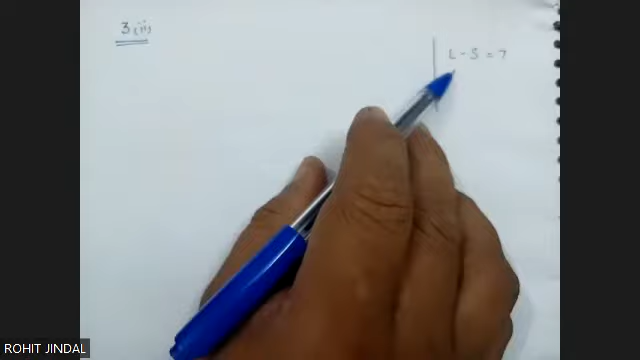 3(ii)
L - S = 7
ROHIT JINDAL